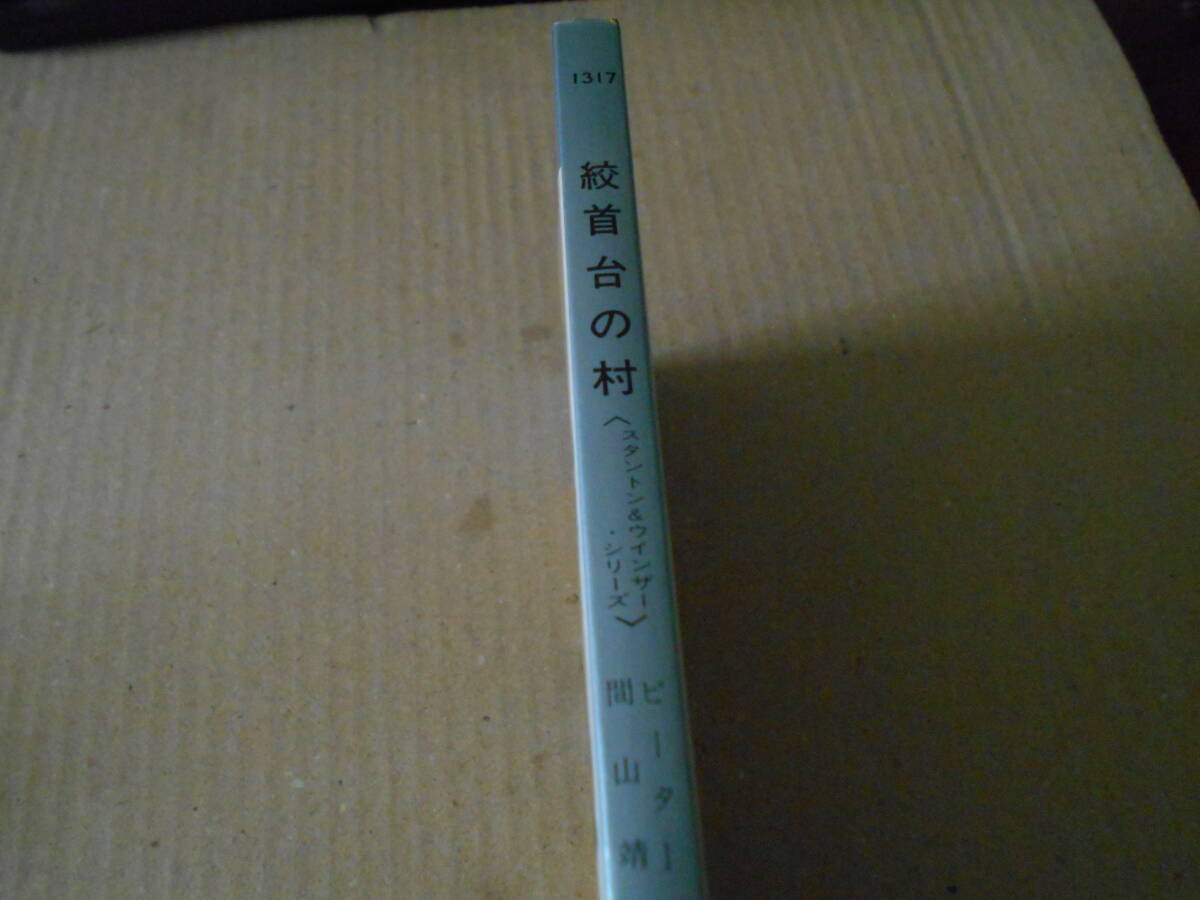 1317
絞首台の村
〈スタントン&ウインザー
・シリーズ〉
ピーター
間山靖